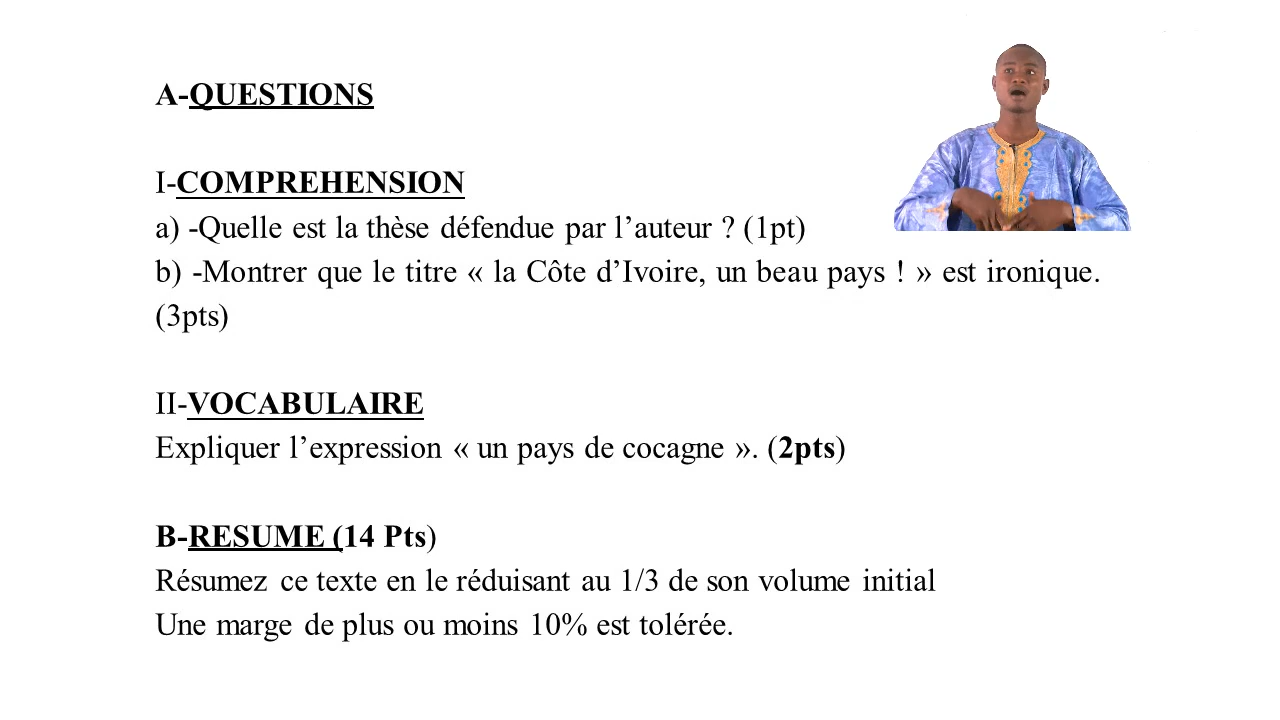 A-QUESTIONS
I-COMPREHENSION
a) -Quelle est la thèse défendue par l’auteur ? (1pt)
b) -Montrer que le titre « la Côte d’Ivoire, un beau pays ! » est ironique.
(3pts)
II-VOCABULAIRE
Expliquer l’expression « un pays de cocagne ». (2pts)
B-RESUME (14 Pts)
Résumez ce texte en le réduisant au 1/3 de son volume initial
Une marge de plus ou moins 10% est tolérée.